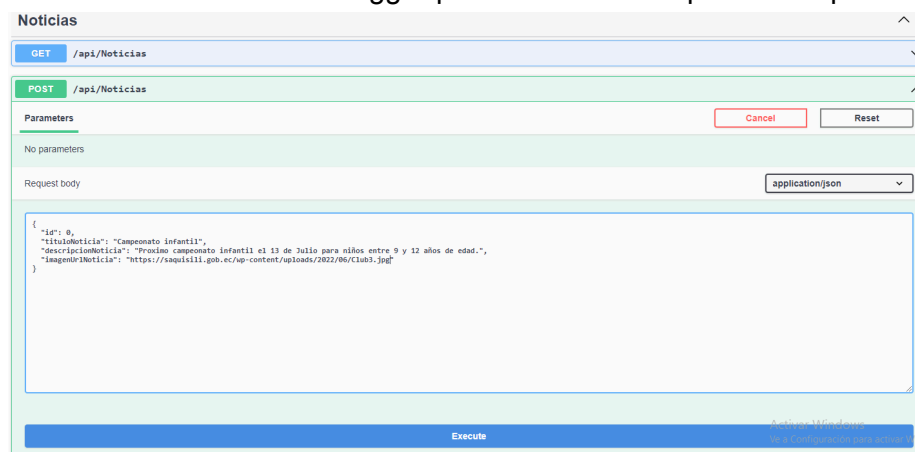 Noticias
GET /api/Noticias
POST /api/Noticias
Parameters
Cancel
Reset
No parameters
Request body
application/json
{
"id": 0,
"tituloNoticia": "Campeonato infantil",
"descripcionNoticia": "Proximo campeonato infantil el 13 de Julio para niños entre 9 y 12 años de edad.",
"imagenUrlNoticia": "https://saquisili.gob.ec/wp-content/uploads/2022/06/Club3.jpg"
}
Execute
Activar Windows
Ve a Configuración para activar